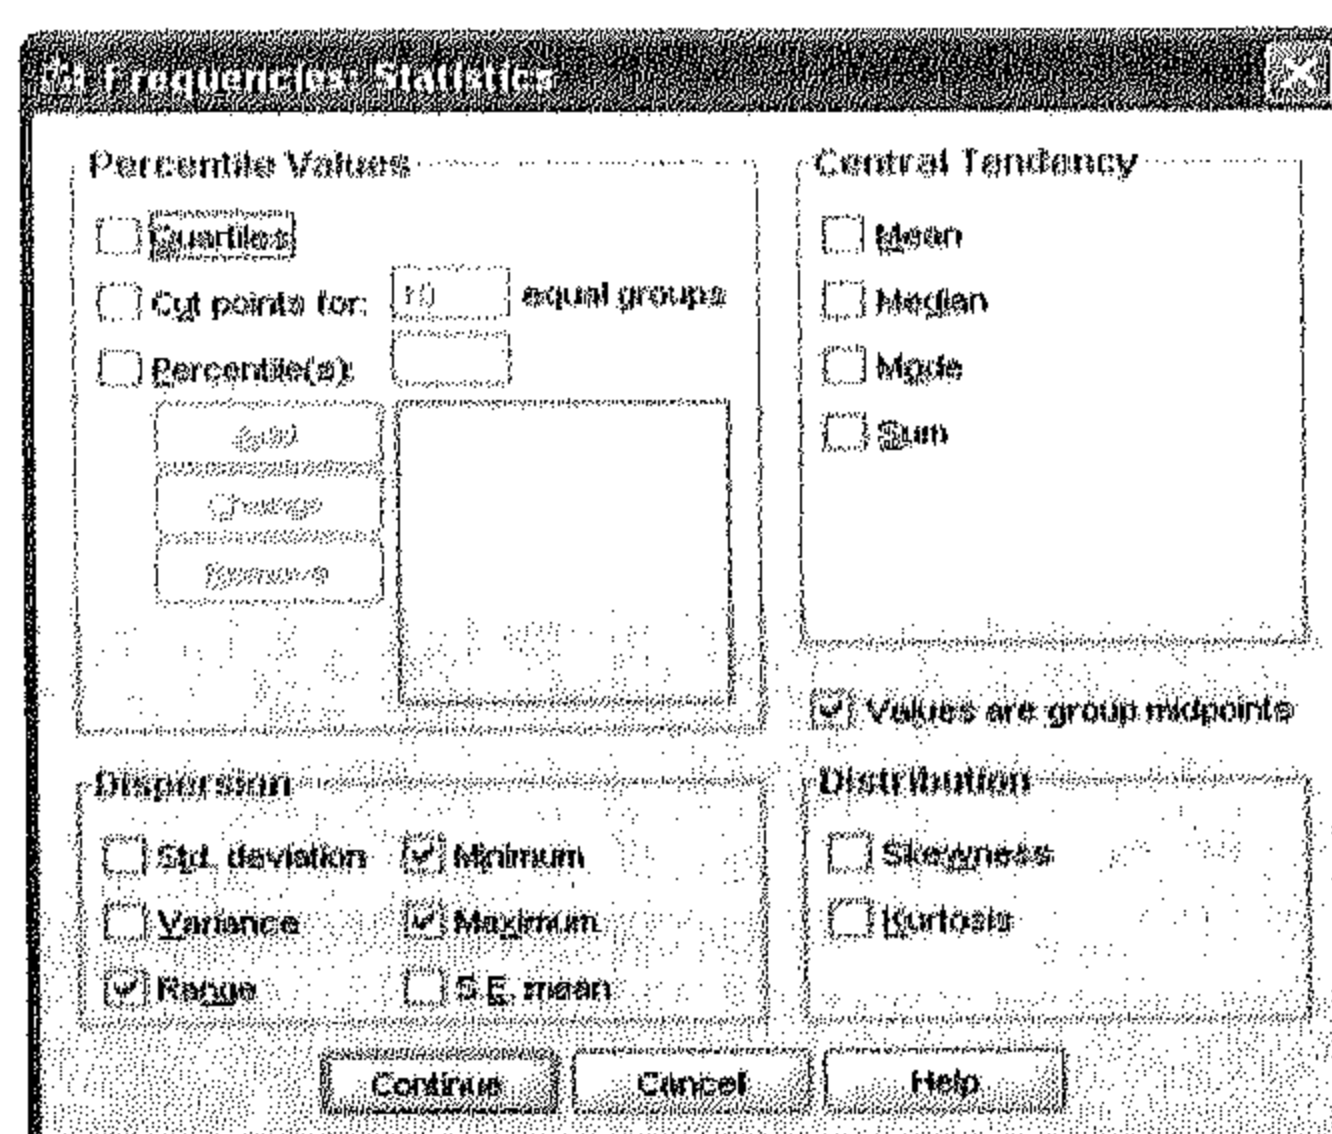 Frequencies: Statistics
Percentile Values
Quartiles
Cut points for: 10 equal groups
Percentile(s):
Add
Change
Remove
Central Tendency
Mean
Median
Mode
Sum
Values are group midpoints
Dispersion
Std. deviation
Minimum
Variance
Maximum
Range
S.E. mean
Distribution
Skewness
Kurtosis
Continue
Cancel
Help